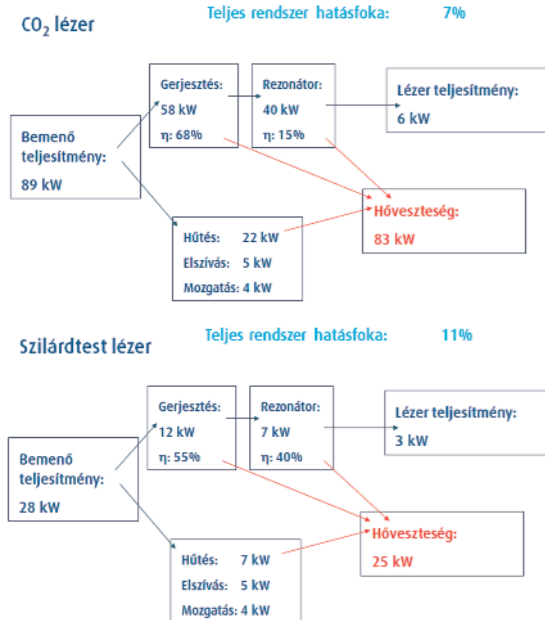 CO₂ lézer
Teljes rendszer hatásfoka: 7%
Bemenő
teljesítmény:
89 kW
Gerjesztés:
58 kW
η: 68%
Rezonátor:
40 kW
η: 15%
Lézer teljesítmény:
6 kW
Hűtés: 22 kW
Elszívás: 5 kW
Mozgatás: 4 kW
Hőveszteség:
83 kW
Szilárdtest lézer
Teljes rendszer hatásfoka: 11%
Bemenő
teljesítmény:
28 kW
Gerjesztés:
12 kW
η: 55%
Rezonátor:
7 kW
η: 40%
Lézer teljesítmény:
3 kW
Hűtés: 7 kW
Elszívás: 5 kW
Mozgatás: 4 kW
Hőveszteség:
25 kW